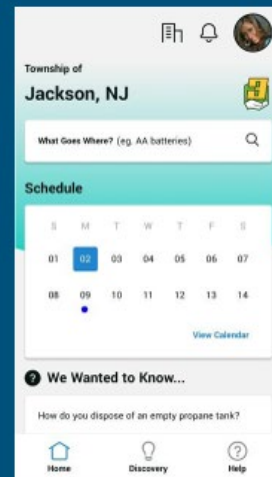 Township of
Jackson, NJ
What Goes Where? (eg. AA batteries)
Schedule
S M T W T F S
01 02 03 04 05 06 07
08 09 10 11 12 13 14
View Calendar
? We Wanted to Know...
How do you dispose of an empty propane tank?
Home Discovery Help